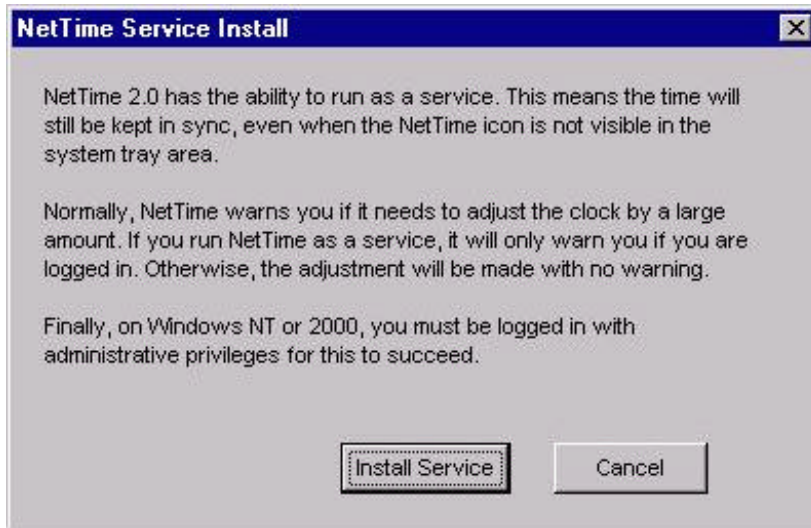 NetTime Service Install
NetTime 2.0 has the ability to run as a service. This means the time will
still be kept in sync, even when the NetTime icon is not visible in the
system tray area.
Normally, NetTime warns you if it needs to adjust the clock by a large
amount. If you run NetTime as a service, it will only warn you if you are
logged in. Otherwise, the adjustment will be made with no warning.
Finally, on Windows NT or 2000, you must be logged in with
administrative privileges for this to succeed.
Install Service
Cancel